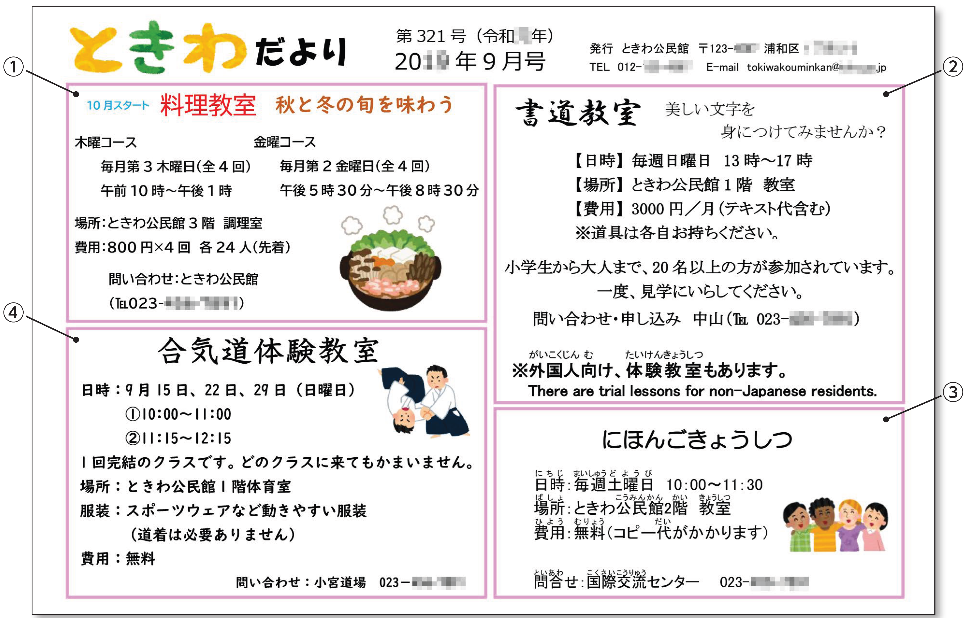 ときわだより
第321号（令和 年）
20 年9月号
発行 ときわ公民館 〒123- 浦和区
TEL 012- E-mail tokiwakouminkan@ .jp
①
10月スタート 料理教室 秋と冬の旬を味わう
木曜コース 金曜コース
毎月第3木曜日(全4回) 毎月第2金曜日(全4回)
午前10時～午後1時 午後5時30分～午後8時30分
場所:ときわ公民館3階 調理室
費用:800円×4回 各24人(先着)
問い合わせ:ときわ公民館
(℡023- )
②
書道教室 美しい文字を
身につけてみませんか？
【日時】毎週日曜日 13時～17時
【場所】ときわ公民館1階 教室
【費用】3000円／月(テキスト代含む)
※道具は各自お持ちください。
小学生から大人まで、20名以上の方が参加されています。
一度、見学にいらしてください。
問い合わせ・申し込み 中山(℡ 023- )
がいこくじん む たいけんきょうしつ
※外国人向け、体験教室もあります。
There are trial lessons for non-Japanese residents.
③
にほんごきょうしつ
にちじ まいしゅうどようび
日時:毎週土曜日 10:00～11:30
ばしょ こうみんかん かい きょうしつ
場所:ときわ公民館2階 教室
ひよう むりょう だい
費用:無料(コピー代がかかります)
といあわ こくさいこうりゅう
問合せ:国際交流センター 023-
④
合気道体験教室
日時：9月15日、22日、29日（日曜日）
①10:00～11:00
②11:15～12:15
1回完結のクラスです。どのクラスに来てもかまいません。
場所：ときわ公民館1階体育室
服装：スポーツウェアなど動きやすい服装
（道着は必要ありません）
費用：無料
問い合わせ：小宮道場 023－